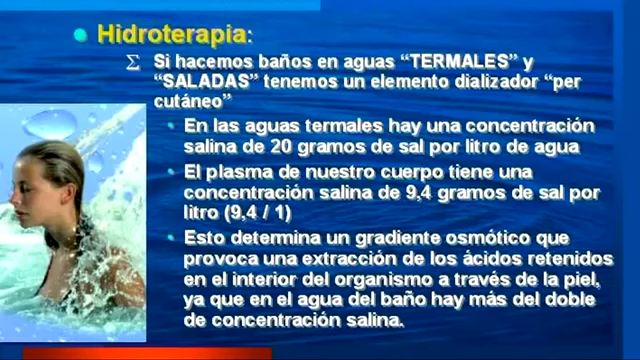 • Hidroterapia:
Σ Si hacemos baños en aguas “TERMALES” y
“SALADAS” tenemos un elemento dializador “per
cutáneo”
• En las aguas termales hay una concentración
salina de 20 gramos de sal por litro de agua
• El plasma de nuestro cuerpo tiene una
concentración salina de 9,4 gramos de sal por
litro (9,4 / 1)
• Esto determina un gradiente osmótico que
provoca una extracción de los ácidos retenidos
en el interior del organismo a través de la piel,
ya que en el agua del baño hay más del doble
de concentración salina.